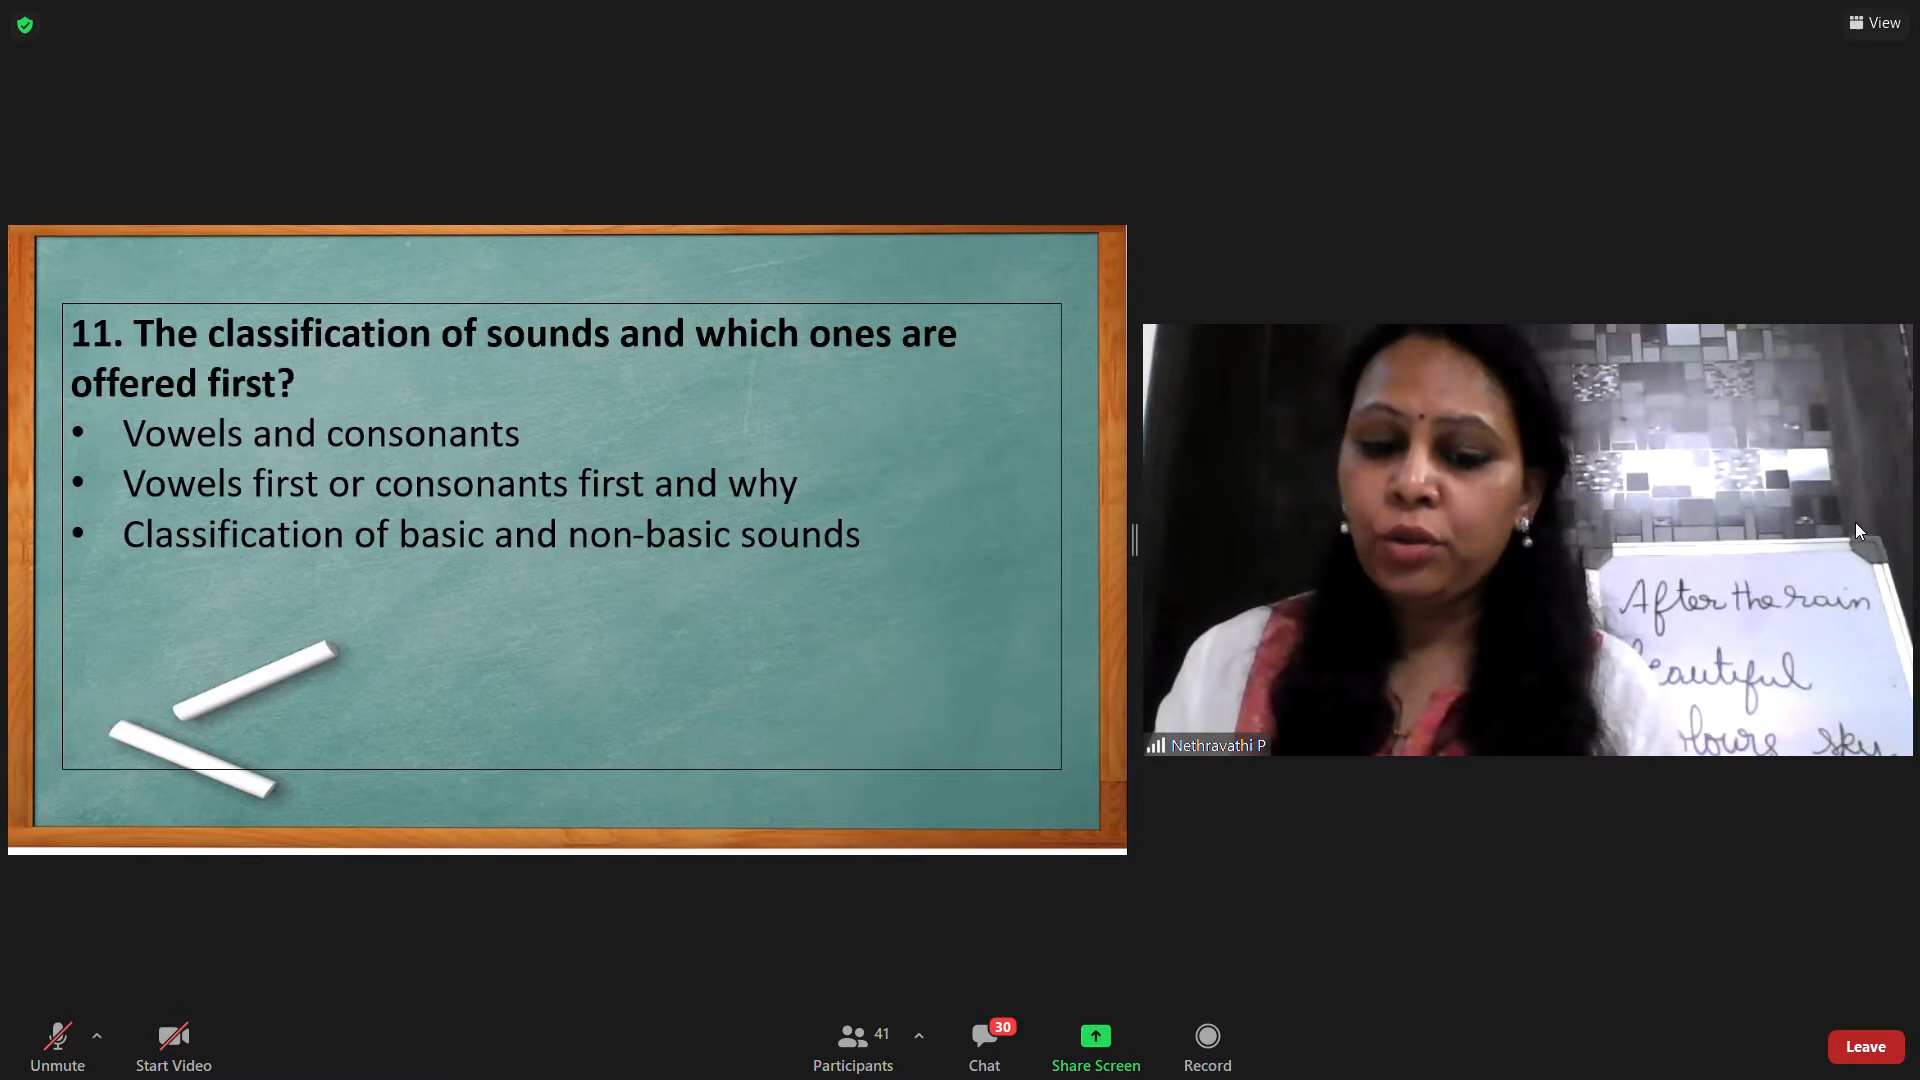 View
11. The classification of sounds and which ones are
offered first?
• Vowels and consonants
• Vowels first or consonants first and why
• Classification of basic and non-basic sounds
After the rain
beautiful
sky
Nethravathi P
Unmute
Start Video
41
Participants
30
Chat
Share Screen
Record
Leave